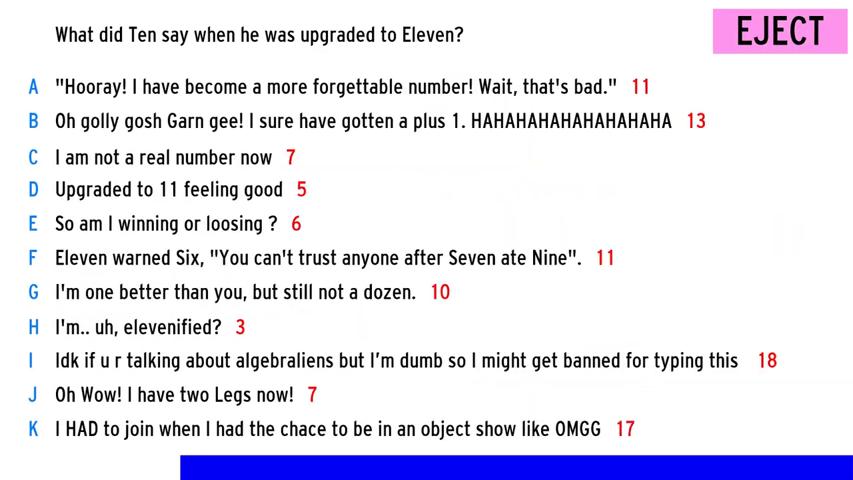 What did Ten say when he was upgraded to Eleven?
EJECT
A "Hooray! I have become a more forgettable number! Wait, that's bad." 11
B Oh golly gosh Garn gee! I sure have gotten a plus 1. HAHAHAHAHAHAHAHAHA 13
C I am not a real number now 7
D Upgraded to 11 feeling good 5
E So am I winning or loosing ? 6
F Eleven warned Six, "You can't trust anyone after Seven ate Nine". 11
G I'm one better than you, but still not a dozen. 10
H I'm.. uh, elevenified? 3
I Idk if u r talking about algebraliens but I’m dumb so I might get banned for typing this 18
J Oh Wow! I have two Legs now! 7
K I HAD to join when I had the chace to be in an object show like OMGG 17